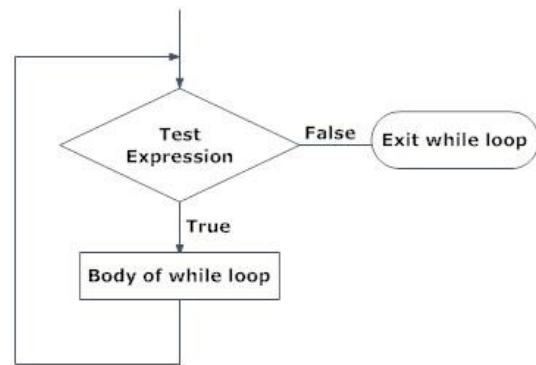 Test
Expression
False
Exit while loop
True
Body of while loop